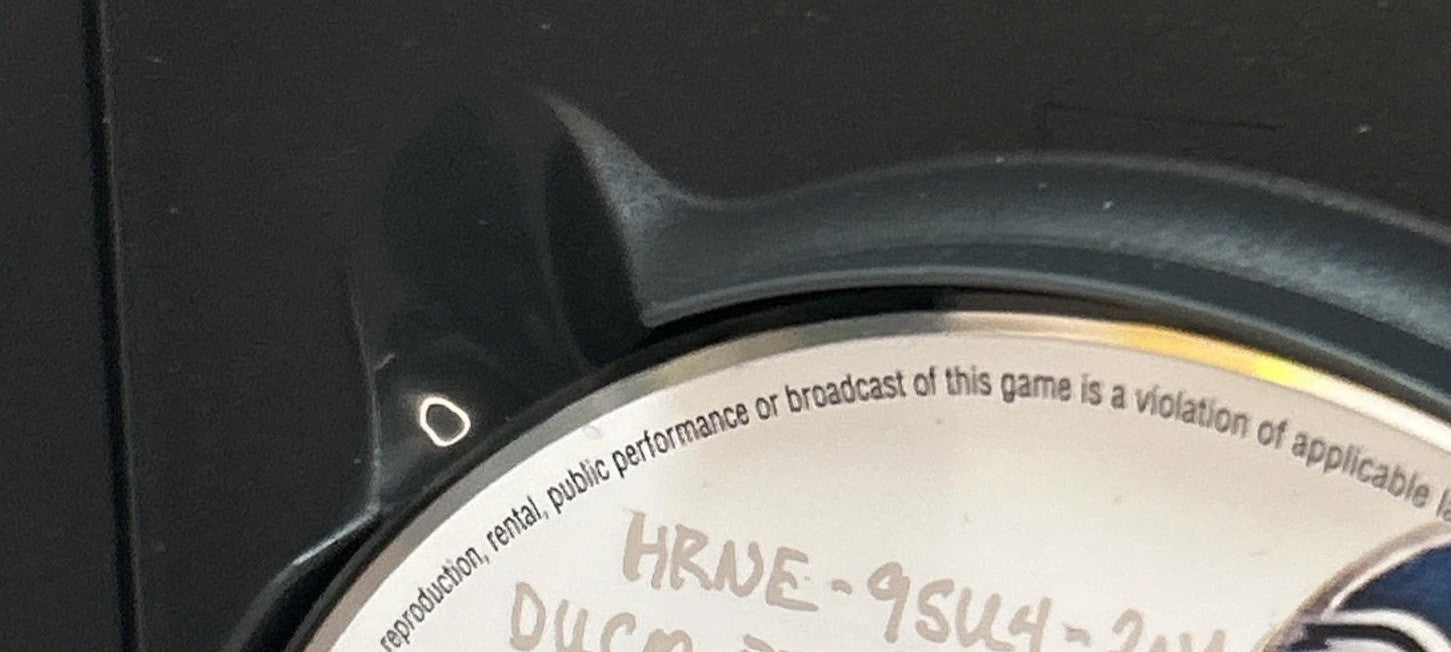 reproduction, rental, public performance or broadcast of this game is a violation of applicable
HRNE-9SU4-